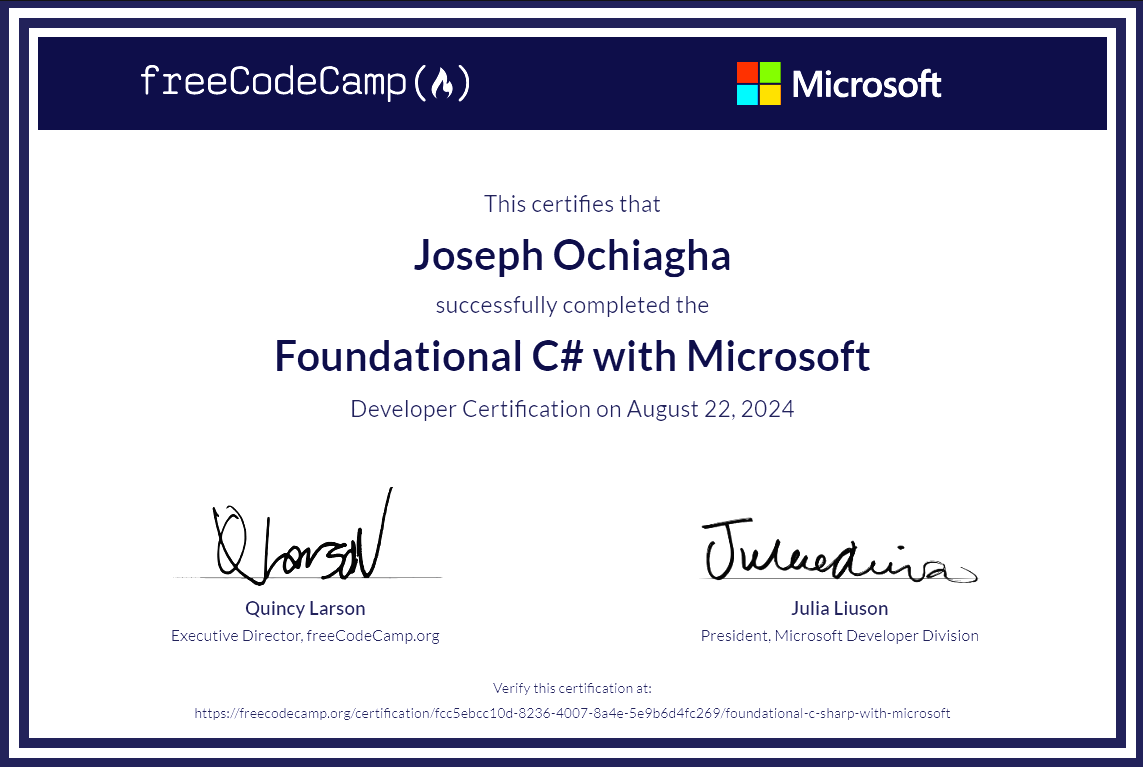 freeCodeCamp(🔥)
Microsoft
This certifies that
Joseph Ochiagha
successfully completed the
Foundational C# with Microsoft
Developer Certification on August 22, 2024
Quincy Larson
Julia Liuson
Executive Director, freeCodeCamp.org
President, Microsoft Developer Division
Verify this certification at:
https://freecodecamp.org/certification/fcc5ebcc10d-8236-4007-8a4e-5e9b6d4fc269/foundational-c-sharp-with-microsoft